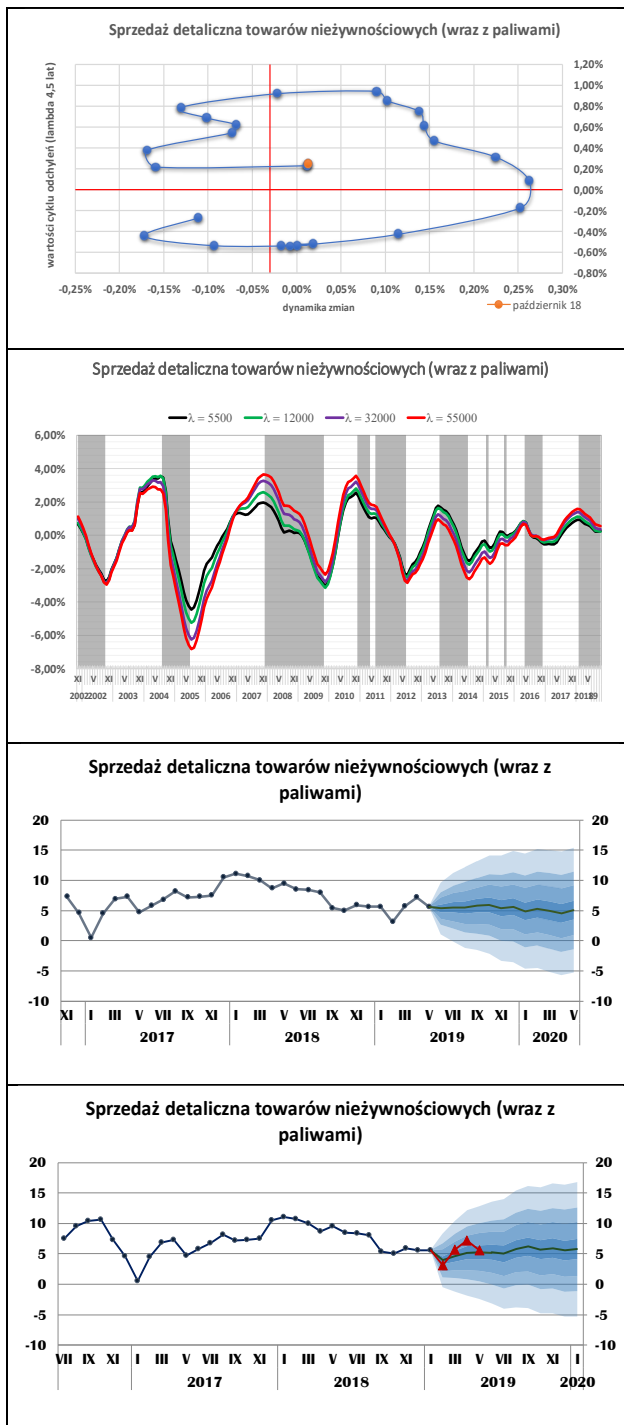 Sprzedaż detaliczna towarów nieżywnościowych (wraz z paliwami)
wartości cyklu odchyleń (lambda 4,5 lat)
1,20%
1,00%
0,80%
0,60%
0,40%
0,20%
0,00%
-0,20%
-0,40%
-0,60%
-0,80%
-0,25% -0,20% -0,15% -0,10% -0,05% 0,00% 0,05% 0,10% 0,15% 0,20% 0,25% 0,30%
dynamika zmian
październik 18
Sprzedaż detaliczna towarów nieżywnościowych (wraz z paliwami)
λ = 5500 λ = 12000 λ = 32000 λ = 55000
6,00%
4,00%
2,00%
0,00%
-2,00%
-4,00%
-6,00%
-8,00%
XI V XI V XI V XI V XI V XI V XI V XI V XI V XI V XI V XI V XI V XI V XI V XI V XI V
2002 2002 2003 2004 2005 2006 2007 2008 2009 2010 2011 2012 2013 2014 2015 2016 2017 2018 19
Sprzedaż detaliczna towarów nieżywnościowych (wraz z
paliwami)
20 20
15 15
10 10
5 5
0 0
-5 -5
-10 -10
XI I III V VII IX XI I III V VII IX XI I III V VII IX XI I III V
2017 2018 2019 2020
Sprzedaż detaliczna towarów nieżywnościowych (wraz z
paliwami)
20 20
15 15
10 10
5 5
0 0
-5 -5
-10 -10
VII IX XI I III V VII IX XI I III V VII IX XI I III V VII IX XI I
2017 2018 2019 2020